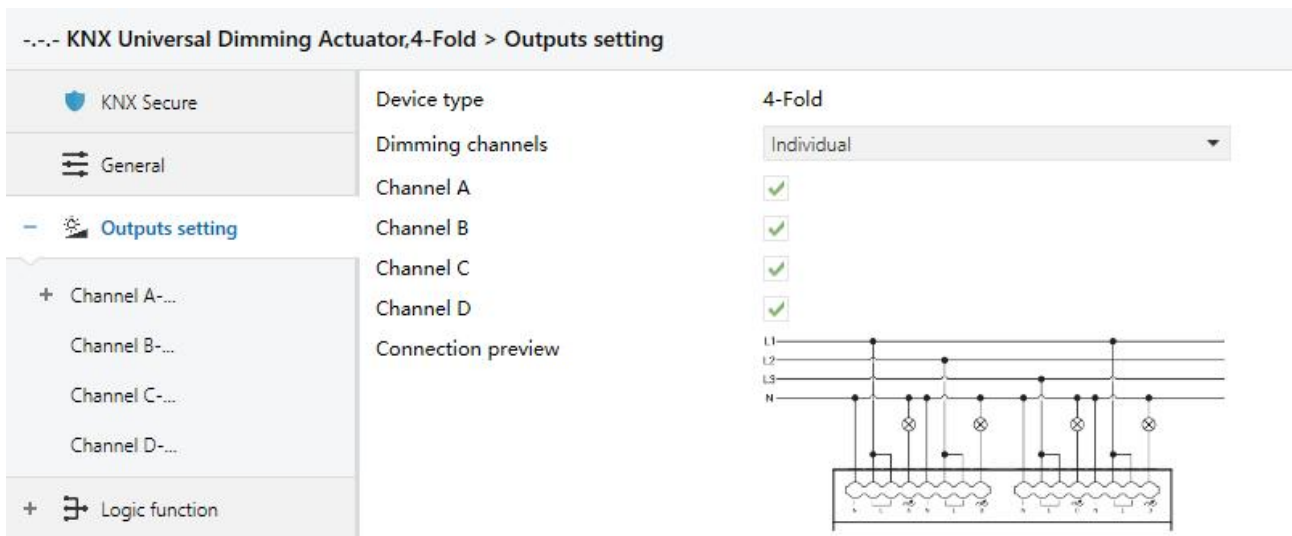 -.-.- KNX Universal Dimming Actuator,4-Fold > Outputs setting
KNX Secure
General
Outputs setting
Channel A-...
Channel B-...
Channel C-...
Channel D-...
Logic function
Device type 4-Fold
Dimming channels Individual
Channel A
Channel B
Channel C
Channel D
Connection preview
L1
L2
L3
N